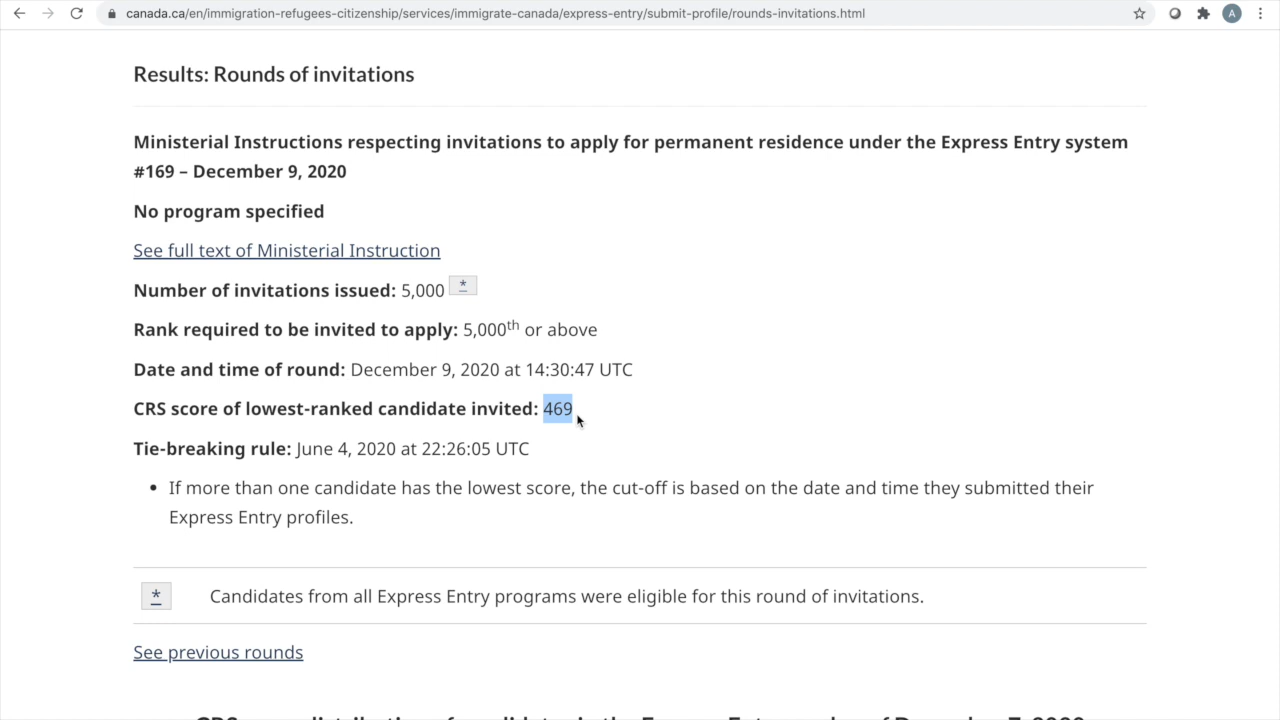 canada.ca/en/immigration-refugees-citizenship/services/immigrate-canada/express-entry/submit-profile/rounds-invitations.html
A
Results: Rounds of invitations
Ministerial Instructions respecting invitations to apply for permanent residence under the Express Entry system
#169 – December 9, 2020
No program specified
See full text of Ministerial Instruction
Number of invitations issued: 5,000 *
Rank required to be invited to apply: 5,000th or above
Date and time of round: December 9, 2020 at 14:30:47 UTC
CRS score of lowest-ranked candidate invited: 469
Tie-breaking rule: June 4, 2020 at 22:26:05 UTC
• If more than one candidate has the lowest score, the cut-off is based on the date and time they submitted their
Express Entry profiles.
* Candidates from all Express Entry programs were eligible for this round of invitations.
See previous rounds